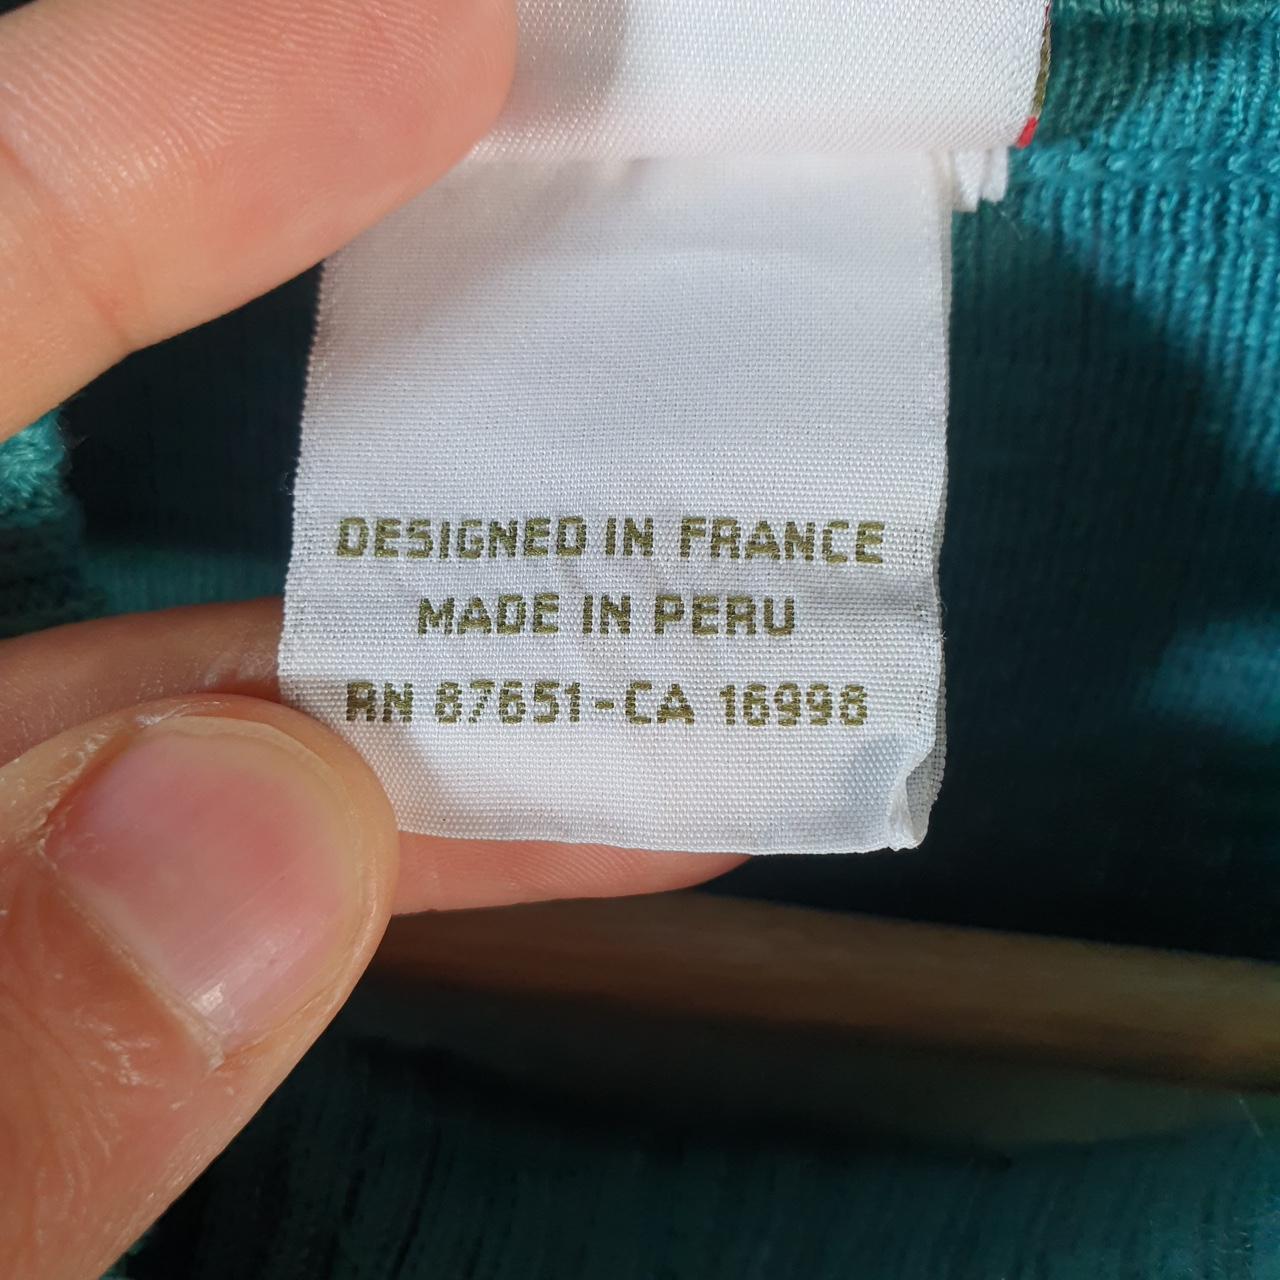 DESIGNED IN FRANCE
MADE IN PERU
RN 87651-CA 16998